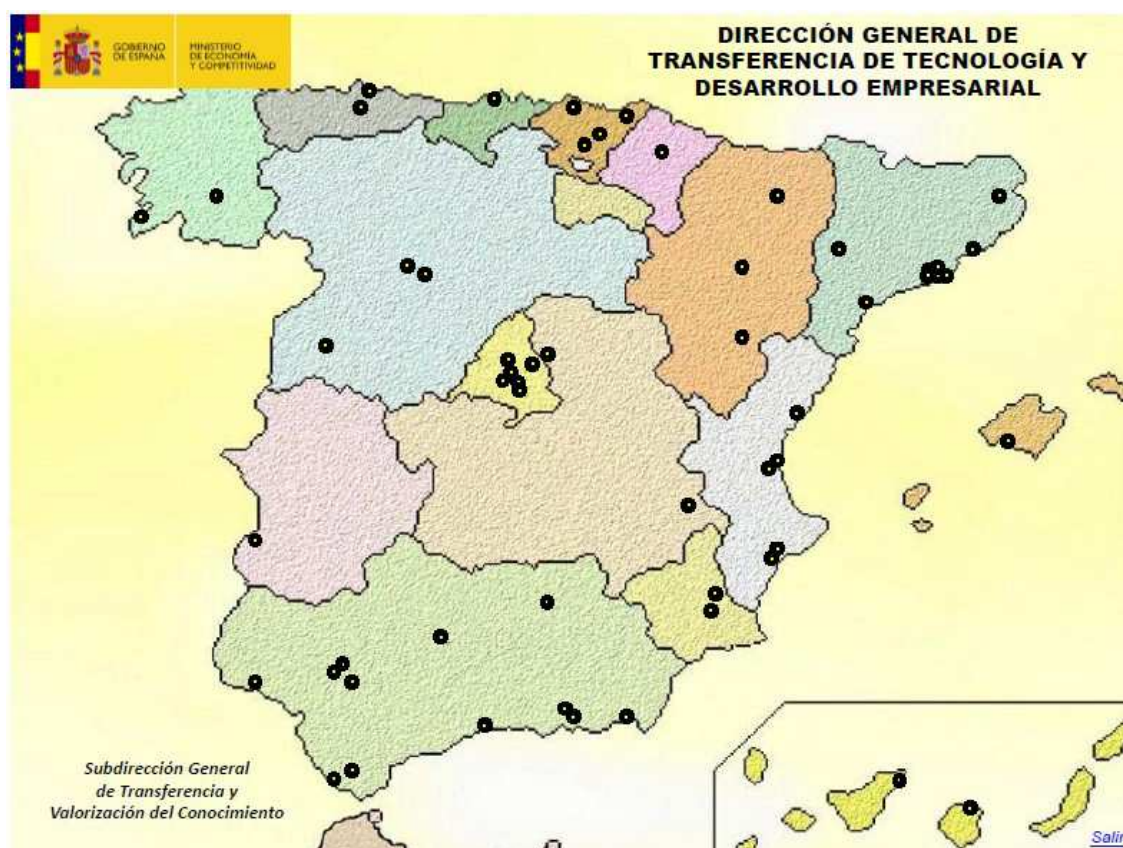 GOBIERNO
DE ESPAÑA
MINISTERIO
DE ECONOMÍA
Y COMPETITIVIDAD
DIRECCIÓN GENERAL DE
TRANSFERENCIA DE TECNOLOGÍA Y
DESARROLLO EMPRESARIAL
Subdirección General
de Transferencia y
Valorización del Conocimiento
Salir